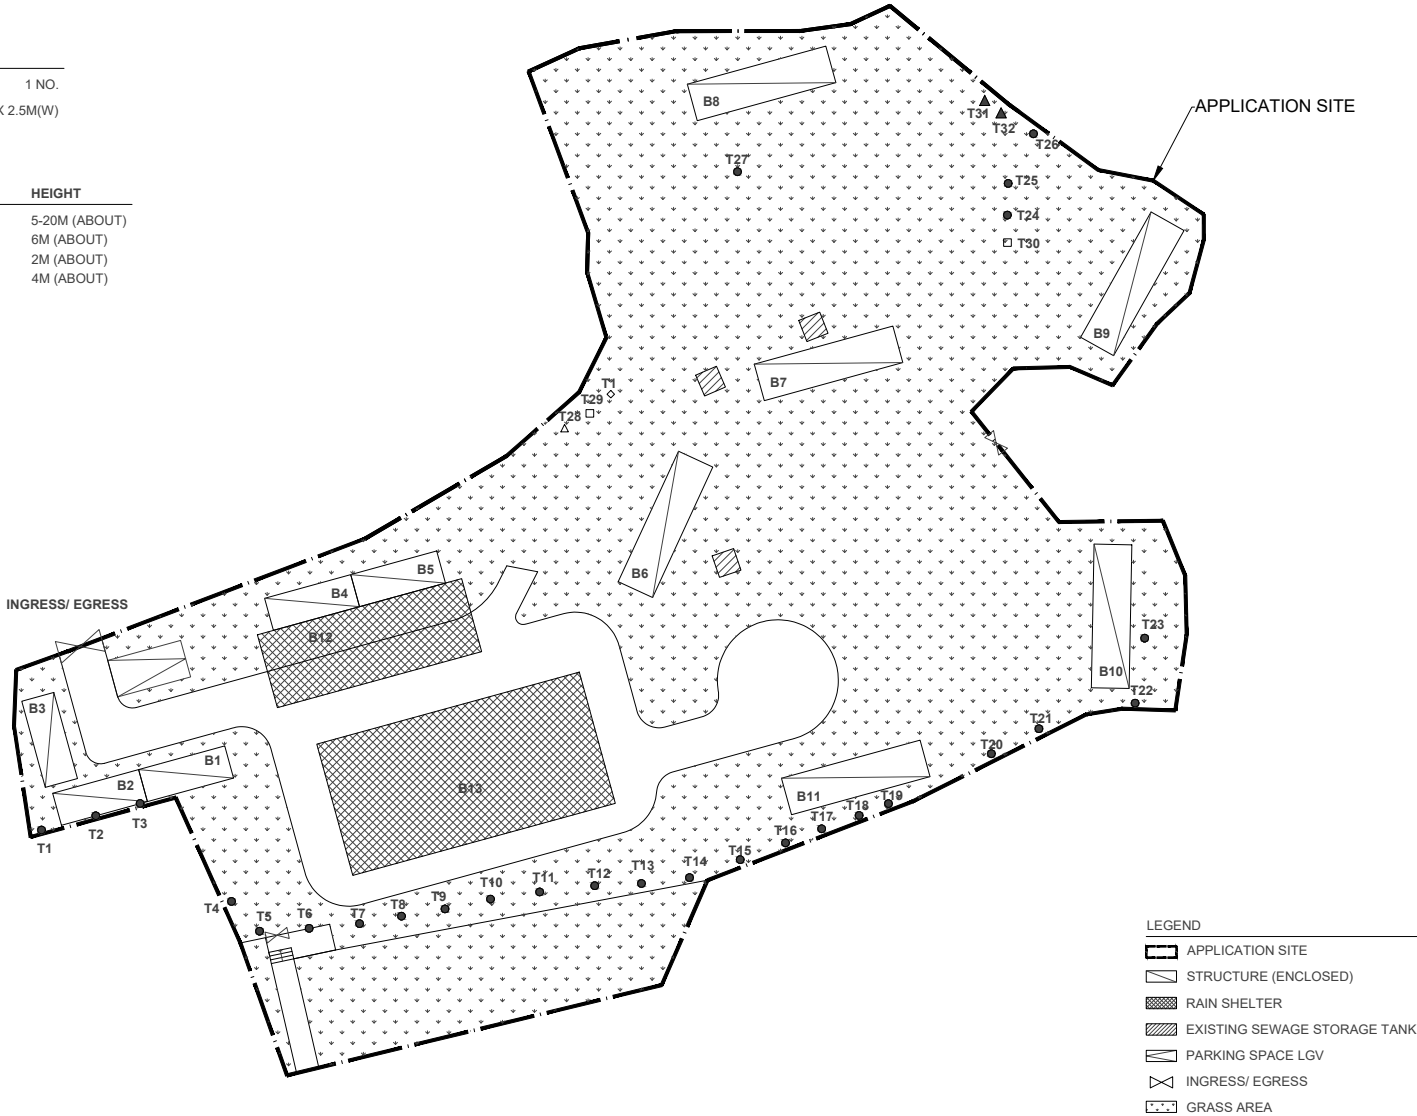 1 NO.
X 2.5M(W)
HEIGHT
5-20M (ABOUT)
6M (ABOUT)
2M (ABOUT)
4M (ABOUT)
APPLICATION SITE
B8
T31
T32
T26
T27
T25
T24
T30
B9
B7
T1
T29
T28
B6
B5
B4
B12
INGRESS/ EGRESS
B3
B1
B2
B13
T1
T2
T3
B10
T23
T22
T21
T20
B11
T19
T18
T17
T16
T15
T14
T13
T12
T11
T10
T9
T8
T7
T6
T5
T4
LEGEND
APPLICATION SITE
STRUCTURE (ENCLOSED)
RAIN SHELTER
EXISTING SEWAGE STORAGE TANK
PARKING SPACE LGV
INGRESS/ EGRESS
GRASS AREA